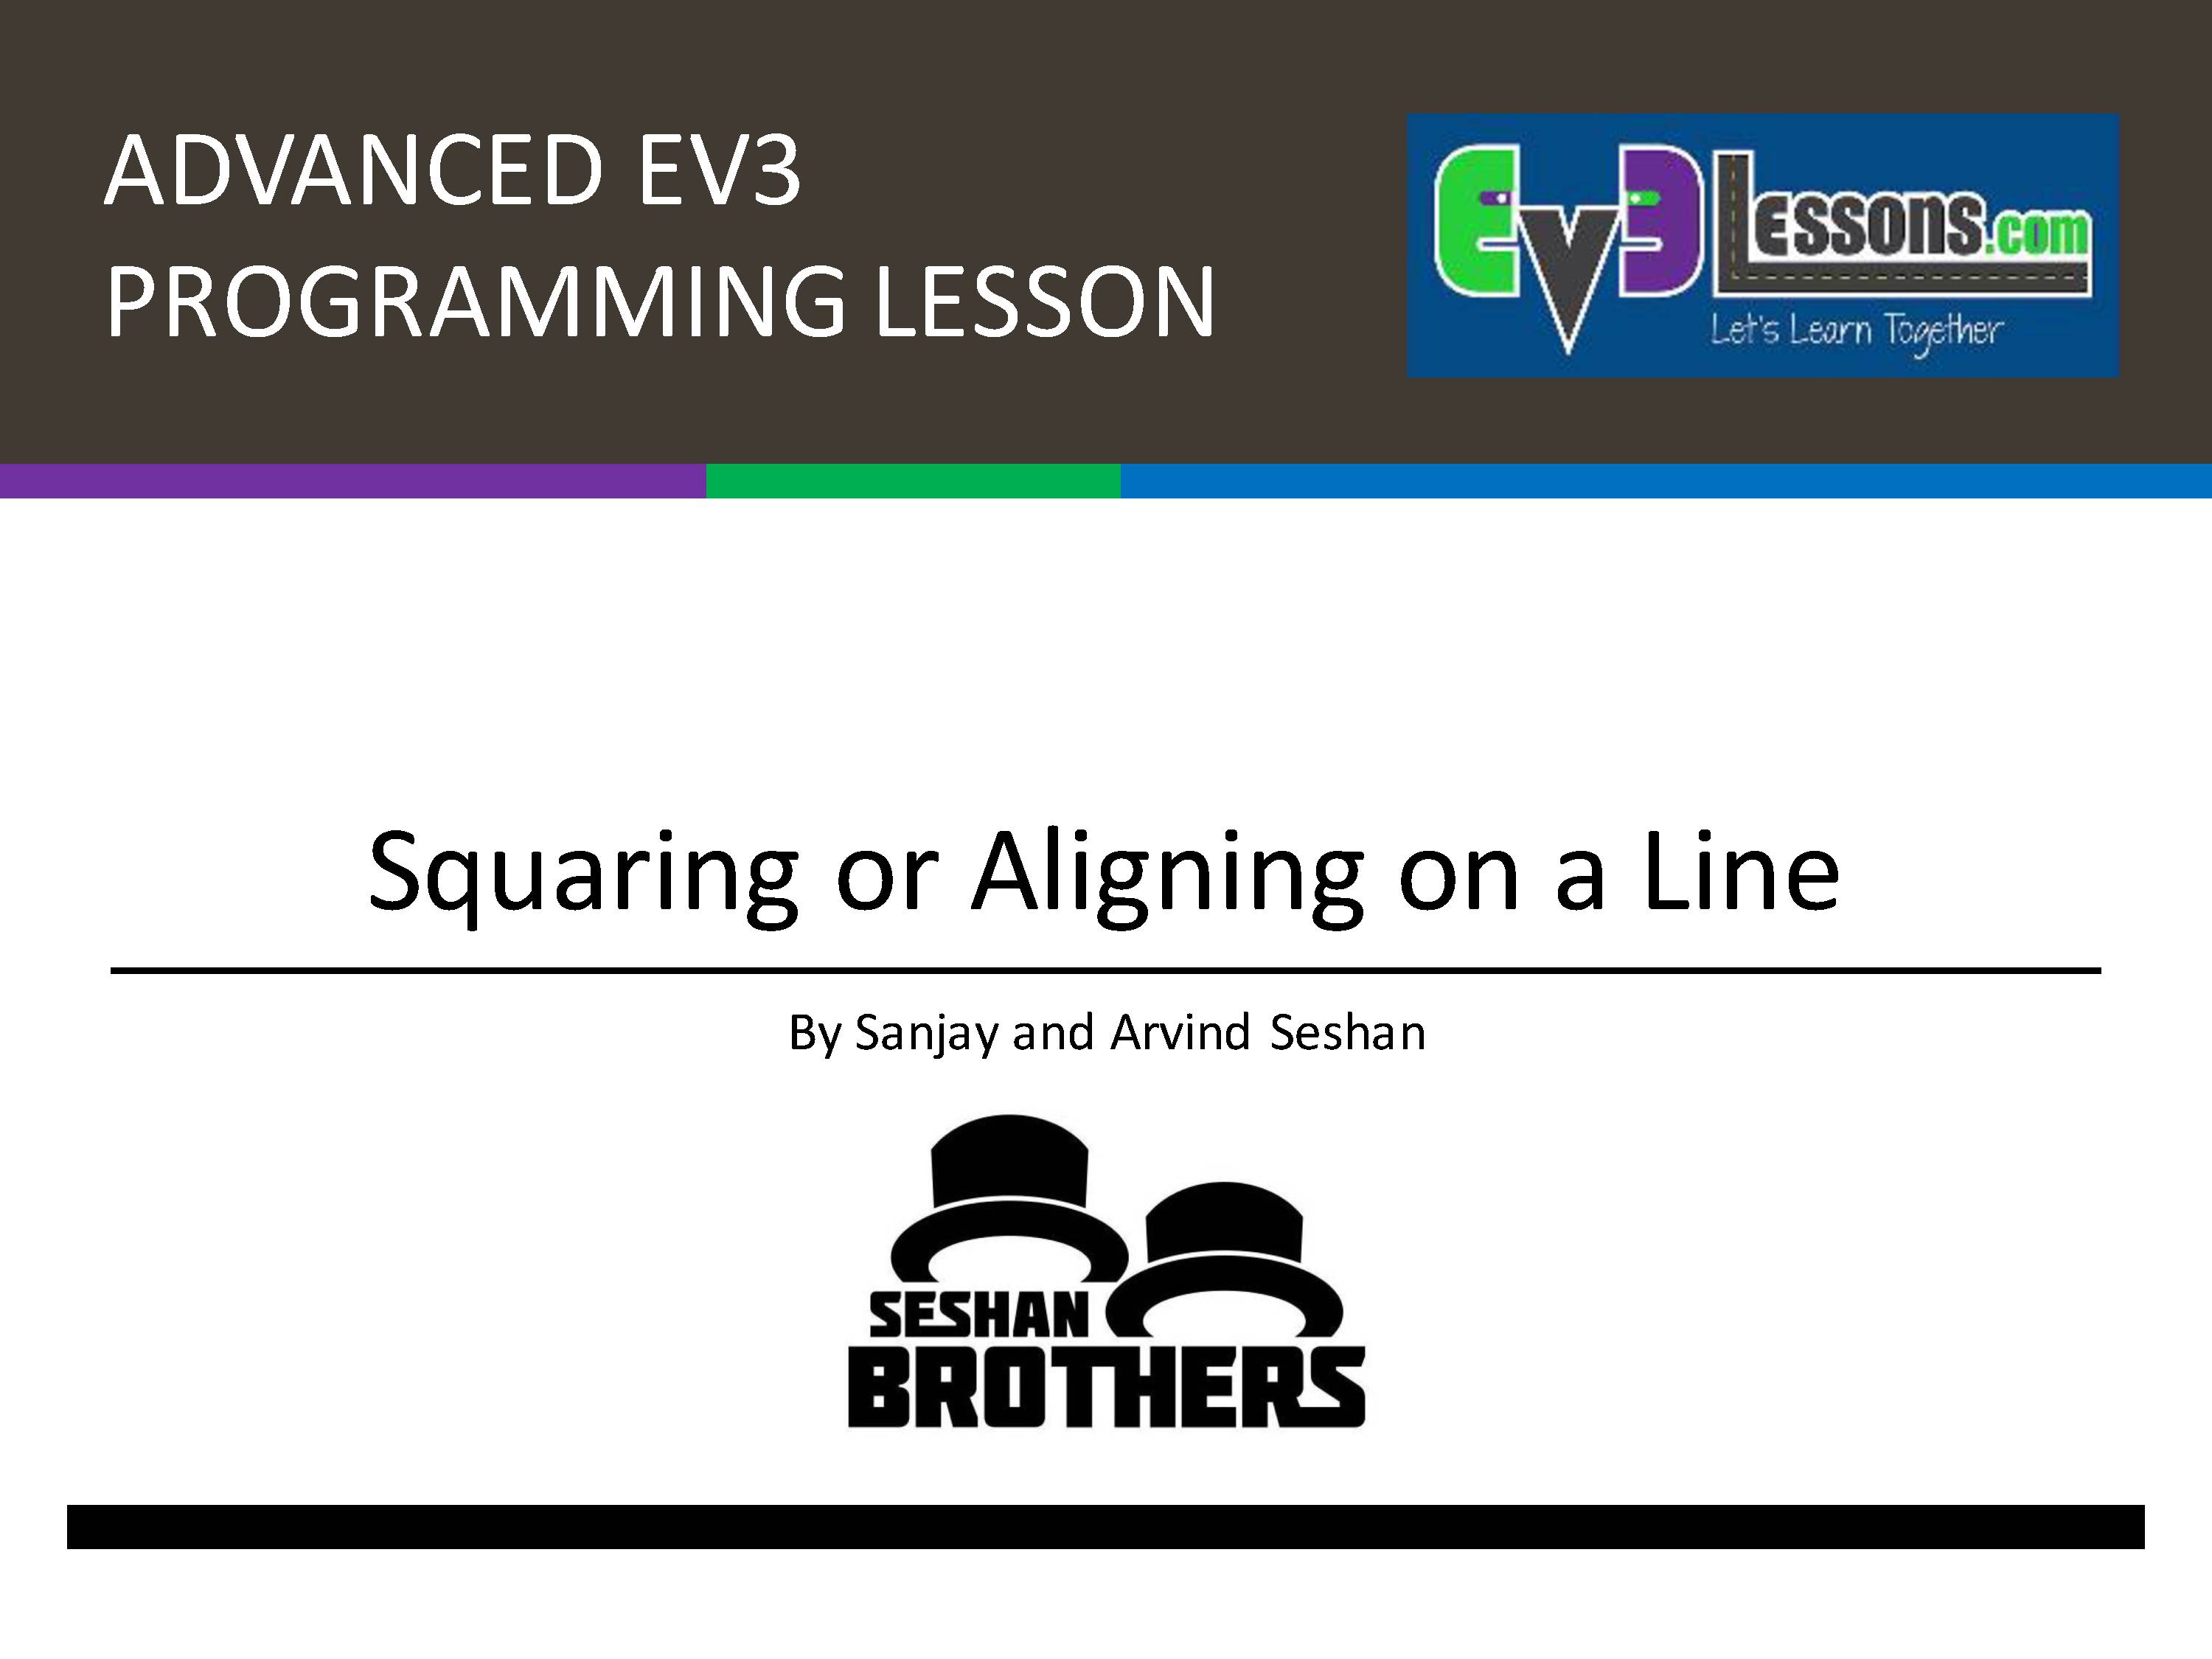 ADVANCED EV3
PROGRAMMING LESSON
Ev3Lessons.com
Let's Learn Together
Squaring or Aligning on a Line
By Sanjay and Arvind Seshan
SESHAN
BROTHERS